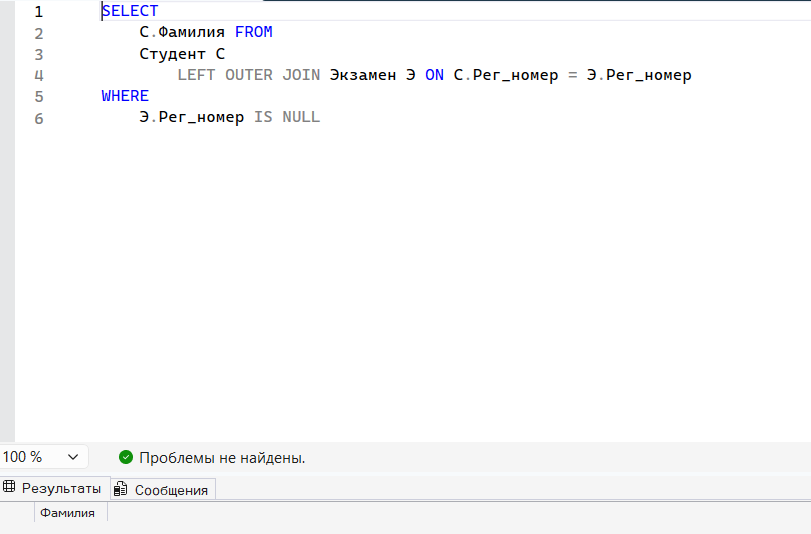 1 SELECT
2 С.Фамилия FROM
3 Студент С
4 LEFT OUTER JOIN Экзамен Э ON С.Рег_номер = Э.Рег_номер
5 WHERE
6 Э.Рег_номер IS NULL
100 % Проблемы не найдены.
Результаты Сообщения
Фамилия